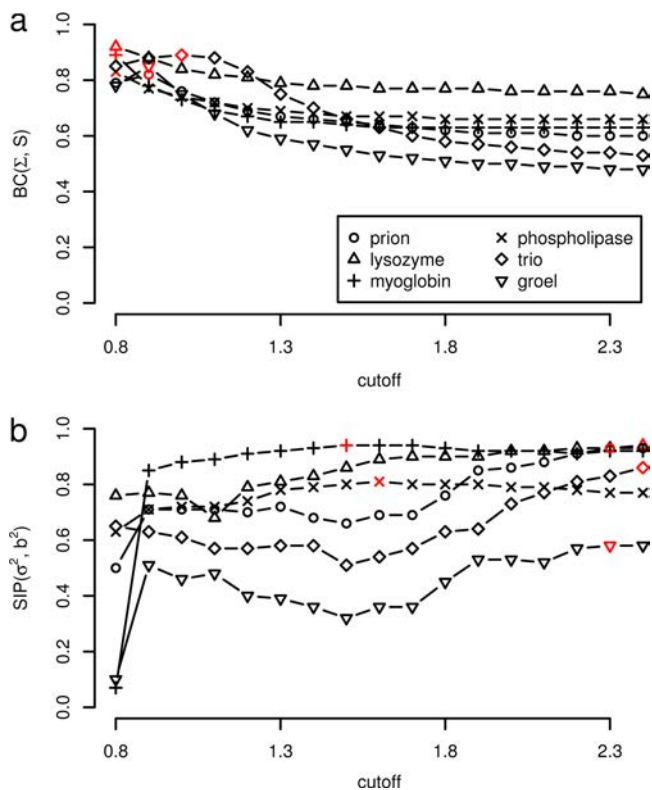 a
BC(Σ, S)
0.0 0.2 0.4 0.6 0.8 1.0
prion phospholipase
lysozyme trio
myoglobin groel
0.8 1.3 1.8 2.3
cutoff
b
SIP(σ², b²)
0.0 0.2 0.4 0.6 0.8 1.0
0.8 1.3 1.8 2.3
cutoff